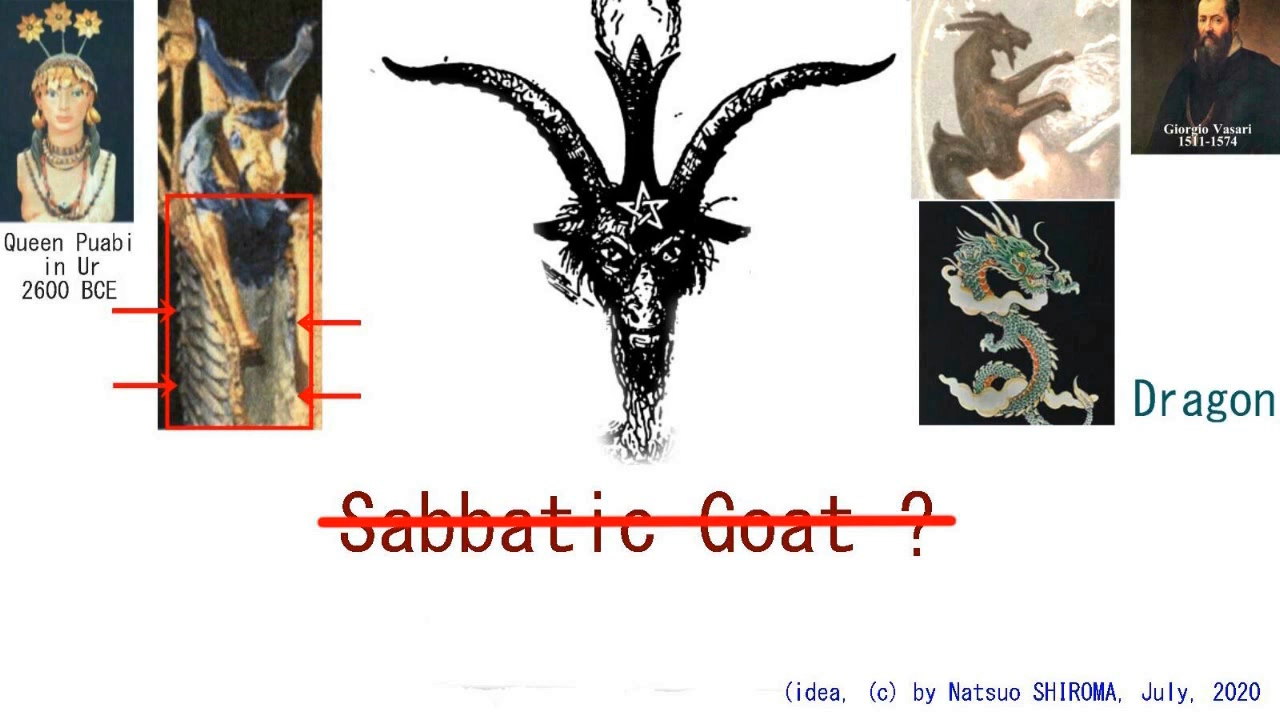 Giorgio Vasari
1511-1574
Queen Puabi
in Ur
2600 BCE
Dragon
Sabbatic Goat ?
(idea, (c) by Natsuo SHIROMA, July, 2020